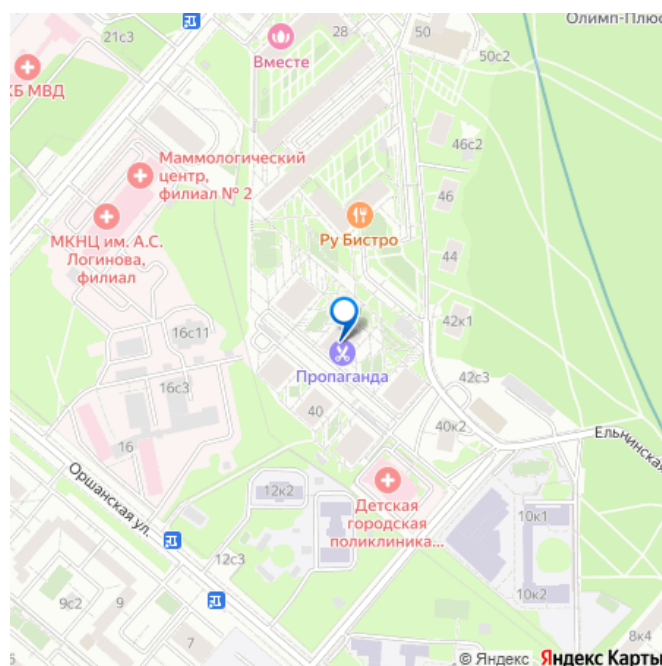 Олимп-Плюс
21с3
28
50
50с2
Вместе
КБ МВД
46с2
Маммологический
центр,
филиал № 2
46
МКНЦ им. А.С.
Логинова,
филиал
Ру Бистро
44
42к1
16с11
16с3
Пропаганда
42с3
40
40к2
Ельнинская
16
Оршанская ул.
12к2
Детская
городская
поликлиника...
10к1
12с3
10к2
9с2
9
7
8к4
© Яндекс Яндекс Карты